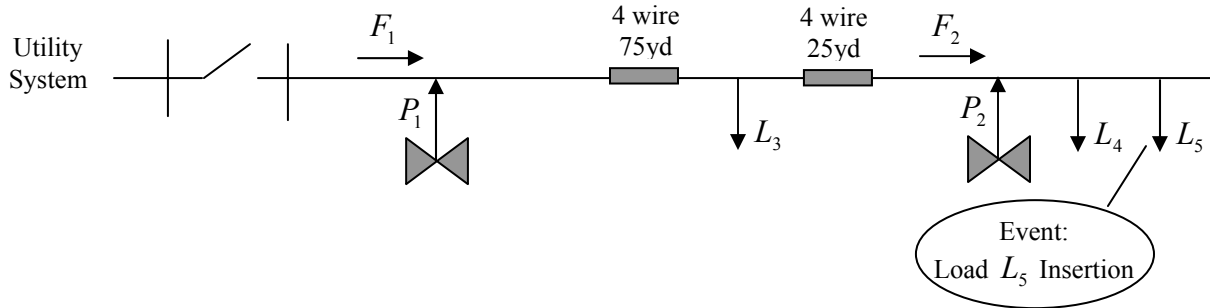 Utility
System
F₁
P₁
4 wire
75yd
L₃
4 wire
25yd
F₂
P₂
L₄
L₅
Event:
Load L₅ Insertion